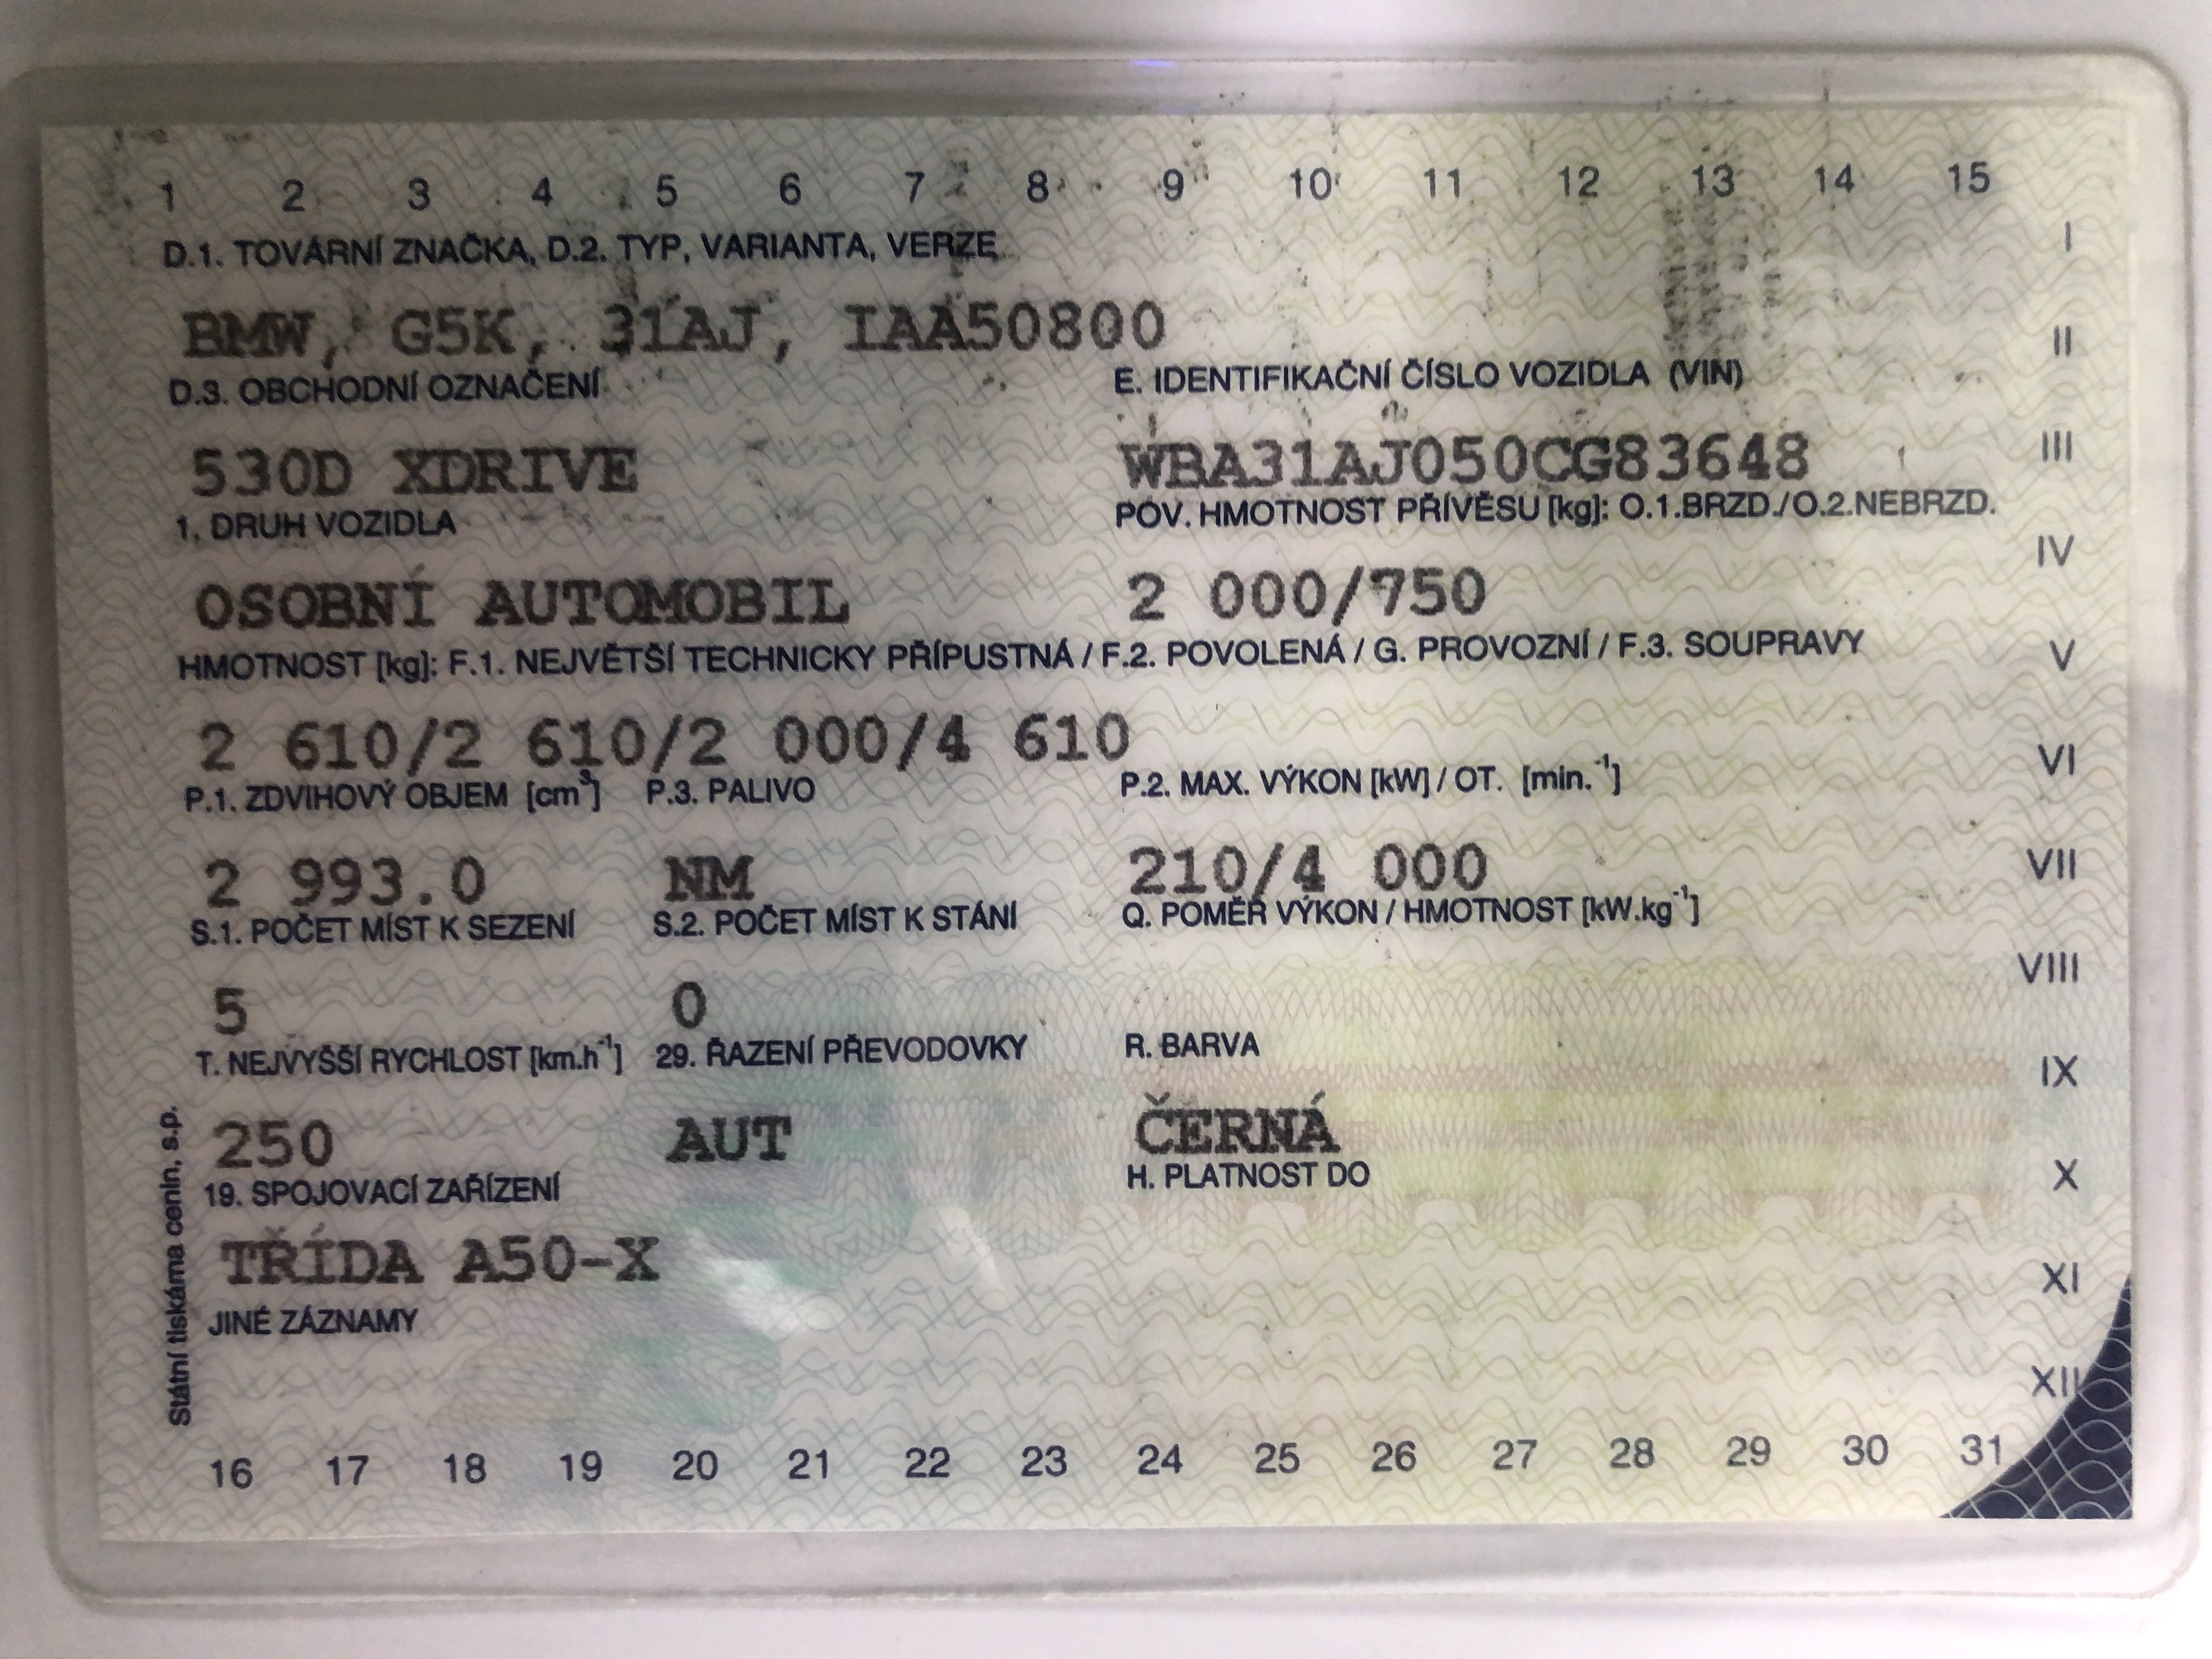 1 2 3 4 5 6 7 8 9 10 11 12 13 14 15
D.1. TOVÁRNÍ ZNAČKA, D.2. TYP, VARIANTA, VERZE
I
BMW, G5K, 31AJ, IAA50800
II
D.3. OBCHODNÍ OZNAČENÍ E. IDENTIFIKAČNÍ ČÍSLO VOZIDLA (VIN)
530D XDRIVE WBA31AJ050CG83648
III
1. DRUH VOZIDLA POV. HMOTNOST PŘÍVĚSU [kg]: O.1.BRZD./O.2.NEBRZD.
IV
OSOBNÍ AUTOMOBIL 2 000/750
HMOTNOST [kg]: F.1. NEJVĚTŠÍ TECHNICKY PŘÍPUSTNÁ / F.2. POVOLENÁ / G. PROVOZNÍ / F.3. SOUPRAVY
V
2 610/2 610/2 000/4 610
P.1. ZDVIHOVÝ OBJEM [cm³] P.3. PALIVO P.2. MAX. VÝKON [kW] / OT. [min.⁻¹]
VI
2 993.0 NM 210/4 000
VII
S.1. POČET MÍST K SEZENÍ S.2. POČET MÍST K STÁNÍ Q. POMĚR VÝKON / HMOTNOST [kW.kg⁻¹]
VIII
5 0
T. NEJVYŠŠÍ RYCHLOST [km.h⁻¹] 29. ŘAZENÍ PŘEVODOVKY R. BARVA
IX
250 AUT ČERNÁ
19. SPOJOVACÍ ZAŘÍZENÍ H. PLATNOST DO
X
TŘÍDA A50-X
XI
JINÉ ZÁZNAMY
XII
Státní tiskárna cenin, s.p.
16 17 18 19 20 21 22 23 24 25 26 27 28 29 30 31